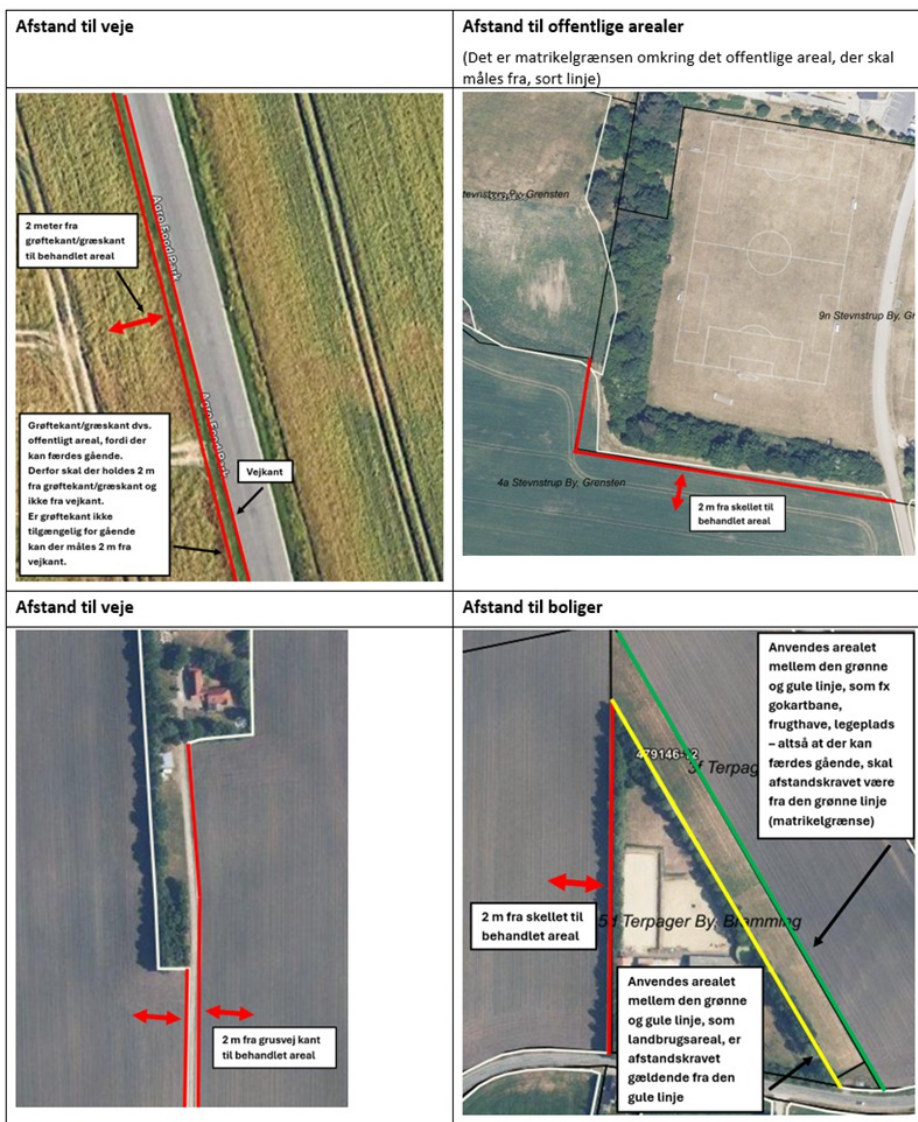 Afstand til veje
Afstand til offentlige arealer
(Det er matrikelgrænsen omkring det offentlige areal, der skal
måles fra, sort linje)
Agro Food Park
2 meter fra
grøftekant/græskant
til behandlet areal
Agro Food Park
Grøftekant/græskant dvs.
offentligt areal, fordi der
kan færdes gående.
Derfor skal der holdes 2 m
fra grøftekant/græskant og
ikke fra vejkant.
Er grøftekant ikke
tilgængelig for gående
kan der måles 2 m fra
vejkant.
Vejkant
tevnstrup By, Grensten
9n Stevnstrup By, Gr
4a Stevnstrup By, Grensten
2 m fra skellet til
behandlet areal
Afstand til veje
Afstand til boliger
2 m fra grusvej kant
til behandlet areal
Anvendes arealet
mellem den grønne
og gule linje, som fx
gokartbane,
frugthave, legeplads
– altså at der kan
færdes gående, skal
afstandskravet være
fra den grønne linje
(matrikelgrænse)
479146-12
3f Terpager
2 m fra skellet til
behandlet areal
5d Terpager By, Bramming
Anvendes arealet
mellem den grønne
og gule linje, som
landbrugsareal, er
afstandskravet
gældende fra den
gule linje